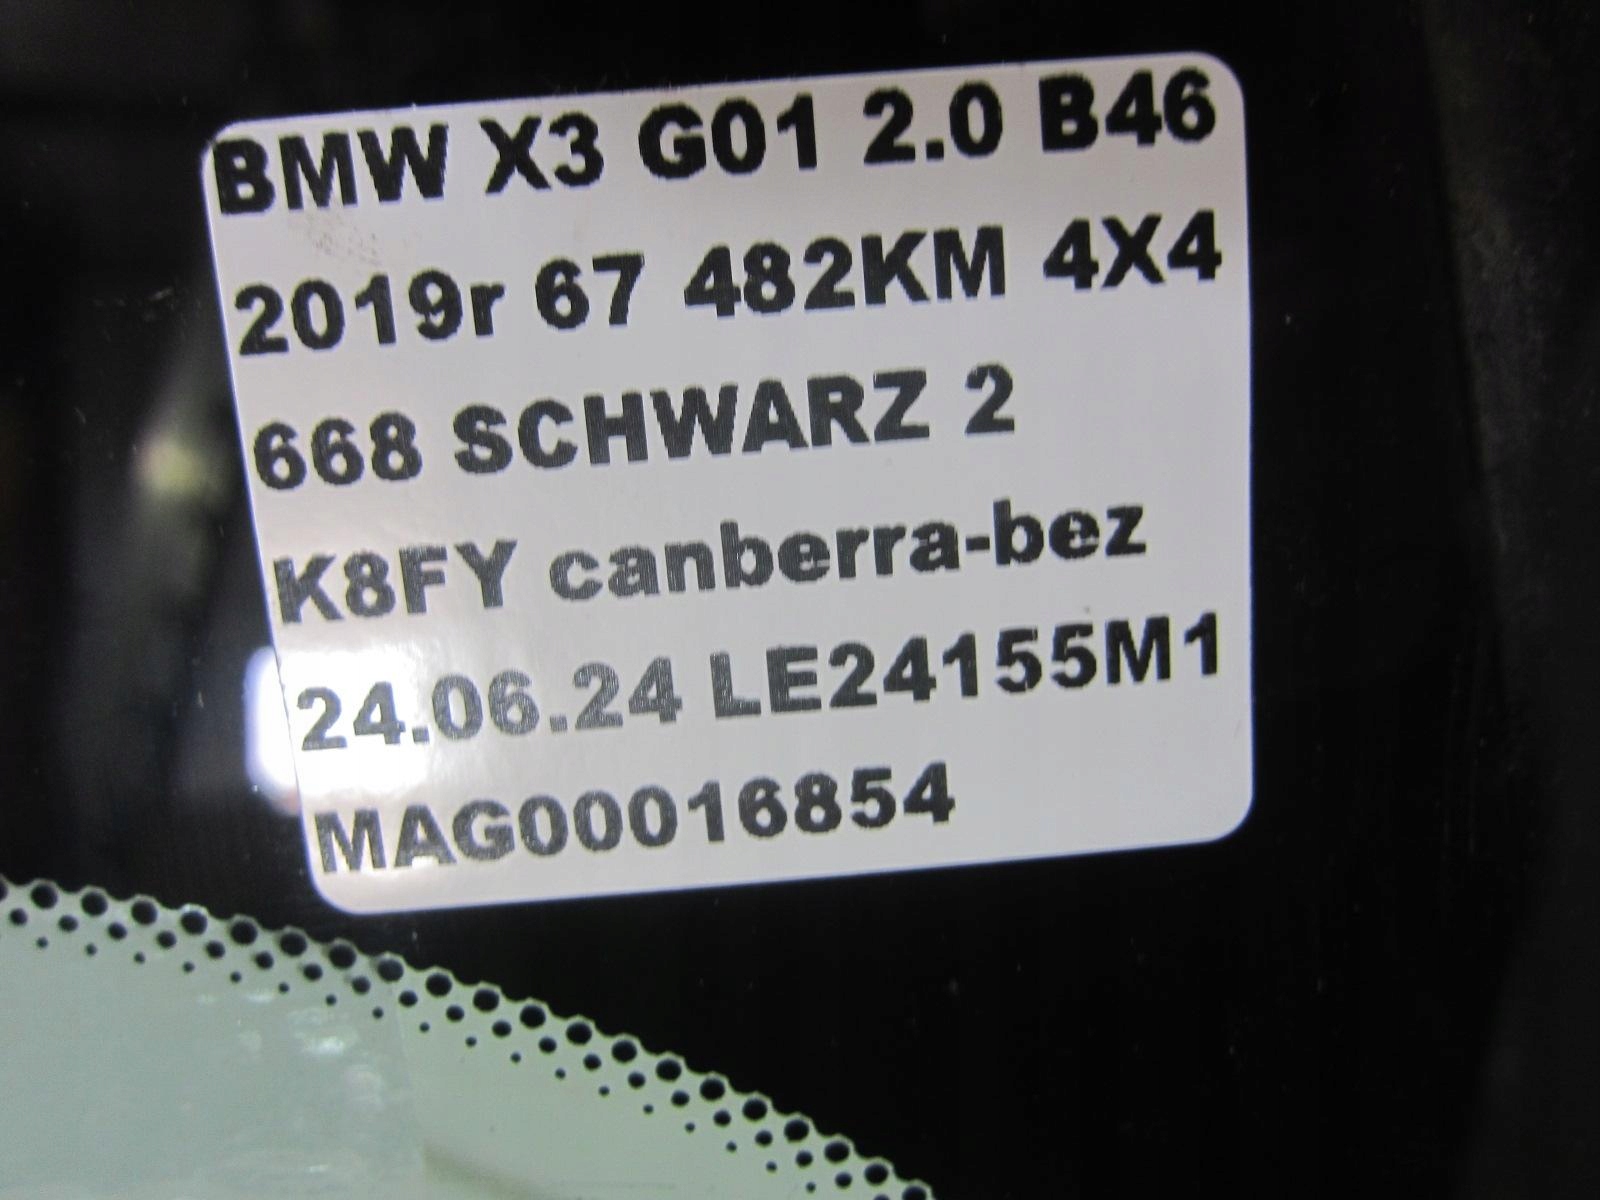 BMW X3 G01 2.0 B46
2019r 67 482KM 4X4
668 SCHWARZ 2
K8FY canberra-bez
24.06.24 LE24155M1
MAG00016854